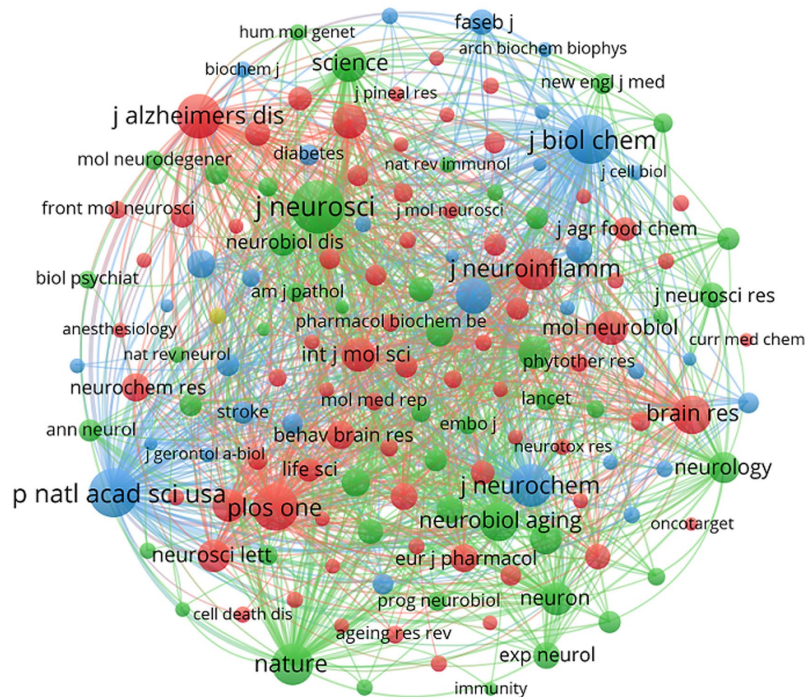 faseb j
hum mol genet
arch biochem biophys
science
biochem j
new engl j med
j pineal res
j alzheimers dis
j biol chem
diabetes
mol neurodegener
nat rev immunol
j cell biol
j neurosci
front mol neurosci
j mol neurosci
j agr food chem
neurobiol dis
j neuroinflamm
biol psychiat
am j pathol
j neurosci res
pharmacol biochem be
anesthesiology
mol neurobiol
curr med chem
nat rev neurol
int j mol sci
phytother res
neurochem res
mol med rep
lancet
stroke
brain res
ann neurol
behav brain res
embo j
j gerontol a-biol
neurotox res
life sci
neurology
p natl acad sci usa
plos one
j neurochem
neurobiol aging
oncotarget
neurosci lett
eur j pharmacol
prog neurobiol
neuron
cell death dis
ageing res rev
nature
exp neurol
immunity